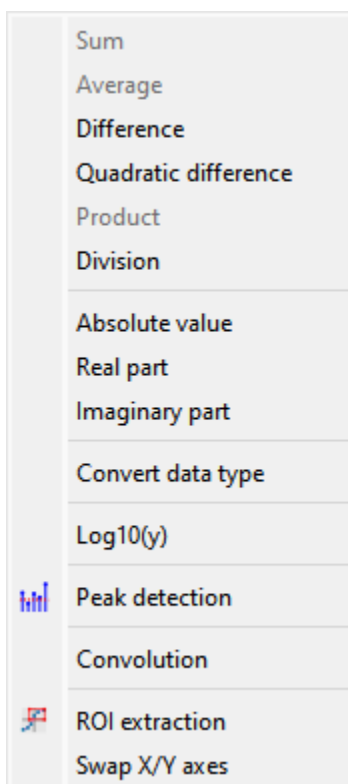 Sum
Average
Difference
Quadratic difference
Product
Division
Absolute value
Real part
Imaginary part
Convert data type
Log10(y)
Peak detection
Convolution
ROI extraction
Swap X/Y axes